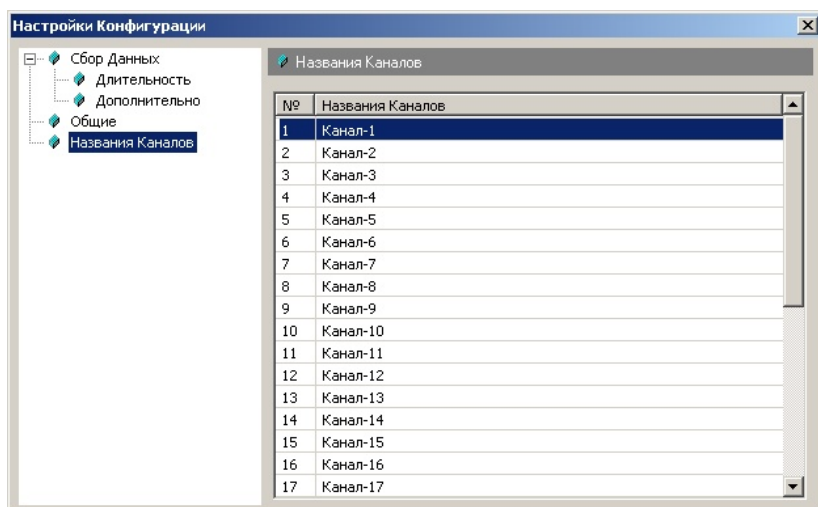 Настройки Конфигурации
Сбор Данных
Длительность
Дополнительно
Общие
Названия Каналов
Названия Каналов
№ Названия Каналов
1 Канал-1
2 Канал-2
3 Канал-3
4 Канал-4
5 Канал-5
6 Канал-6
7 Канал-7
8 Канал-8
9 Канал-9
10 Канал-10
11 Канал-11
12 Канал-12
13 Канал-13
14 Канал-14
15 Канал-15
16 Канал-16
17 Канал-17